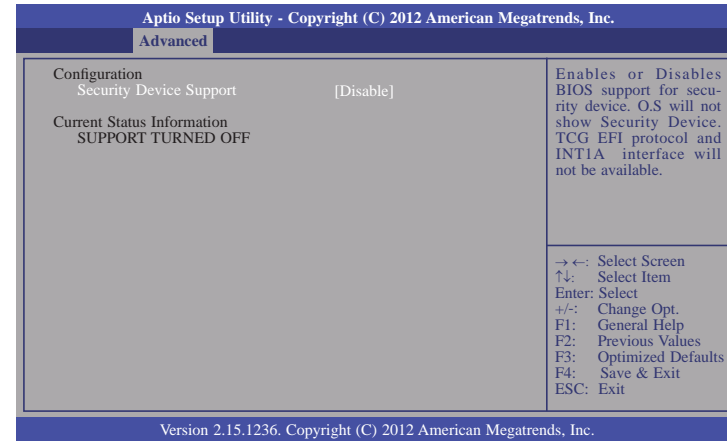 Aptio Setup Utility - Copyright (C) 2012 American Megatrends, Inc.
Advanced
Configuration
Security Device Support [Disable]
Current Status Information
SUPPORT TURNED OFF
Enables or Disables
BIOS support for secu-
rity device. O.S will not
show Security Device.
TCG EFI protocol and
INT1A interface will
not be available.
→ ←: Select Screen
↑↓: Select Item
Enter: Select
+/-: Change Opt.
F1: General Help
F2: Previous Values
F3: Optimized Defaults
F4: Save & Exit
ESC: Exit
Version 2.15.1236. Copyright (C) 2012 American Megatrends, Inc.